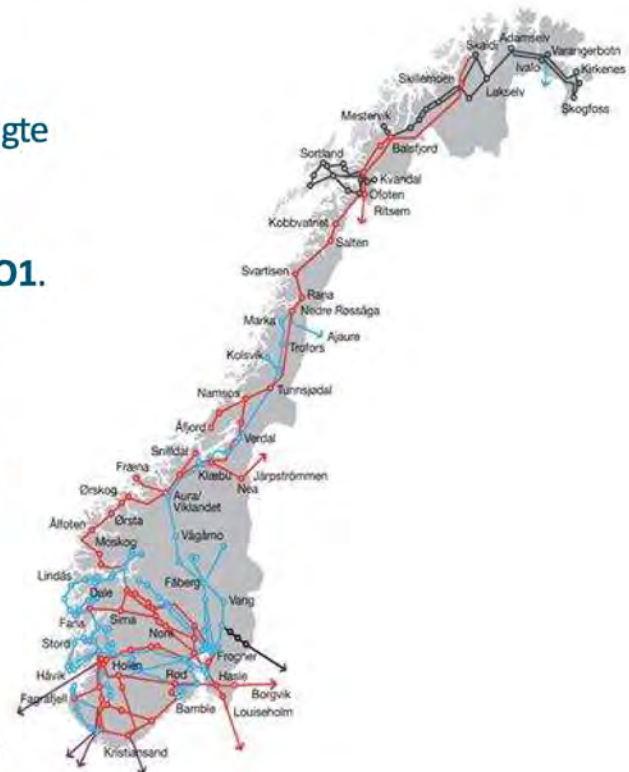 gte
O1.
Adamselv
Skaidi
Varangerbotn
Ivalo
Kirkenes
Skillemoen
Lakselv
Skogfoss
Mestervik
Balsfjord
Sortland
Kvandal
Ofoten
Ritsem
Kobbvatnet
Salten
Svartisen
Rana
Nedre Røssåga
Marka
Ajaure
Trofors
Kolsvik
Tunnsjødal
Namsos
Åfjord
Verdal
Snilldal
Fræna
Klæbu
Järpströmmen
Nea
Ørskog
Aura/
Viklandet
Ørsta
Ålfoten
Vågåmo
Moskog
Lindås
Fåberg
Dale
Vang
Fana
Sima
Nore
Stord
Frogner
Håvik
Holen
Rød
Hasle
Borgvik
Fagrafjell
Bamble
Louiseholm
Kristiansand